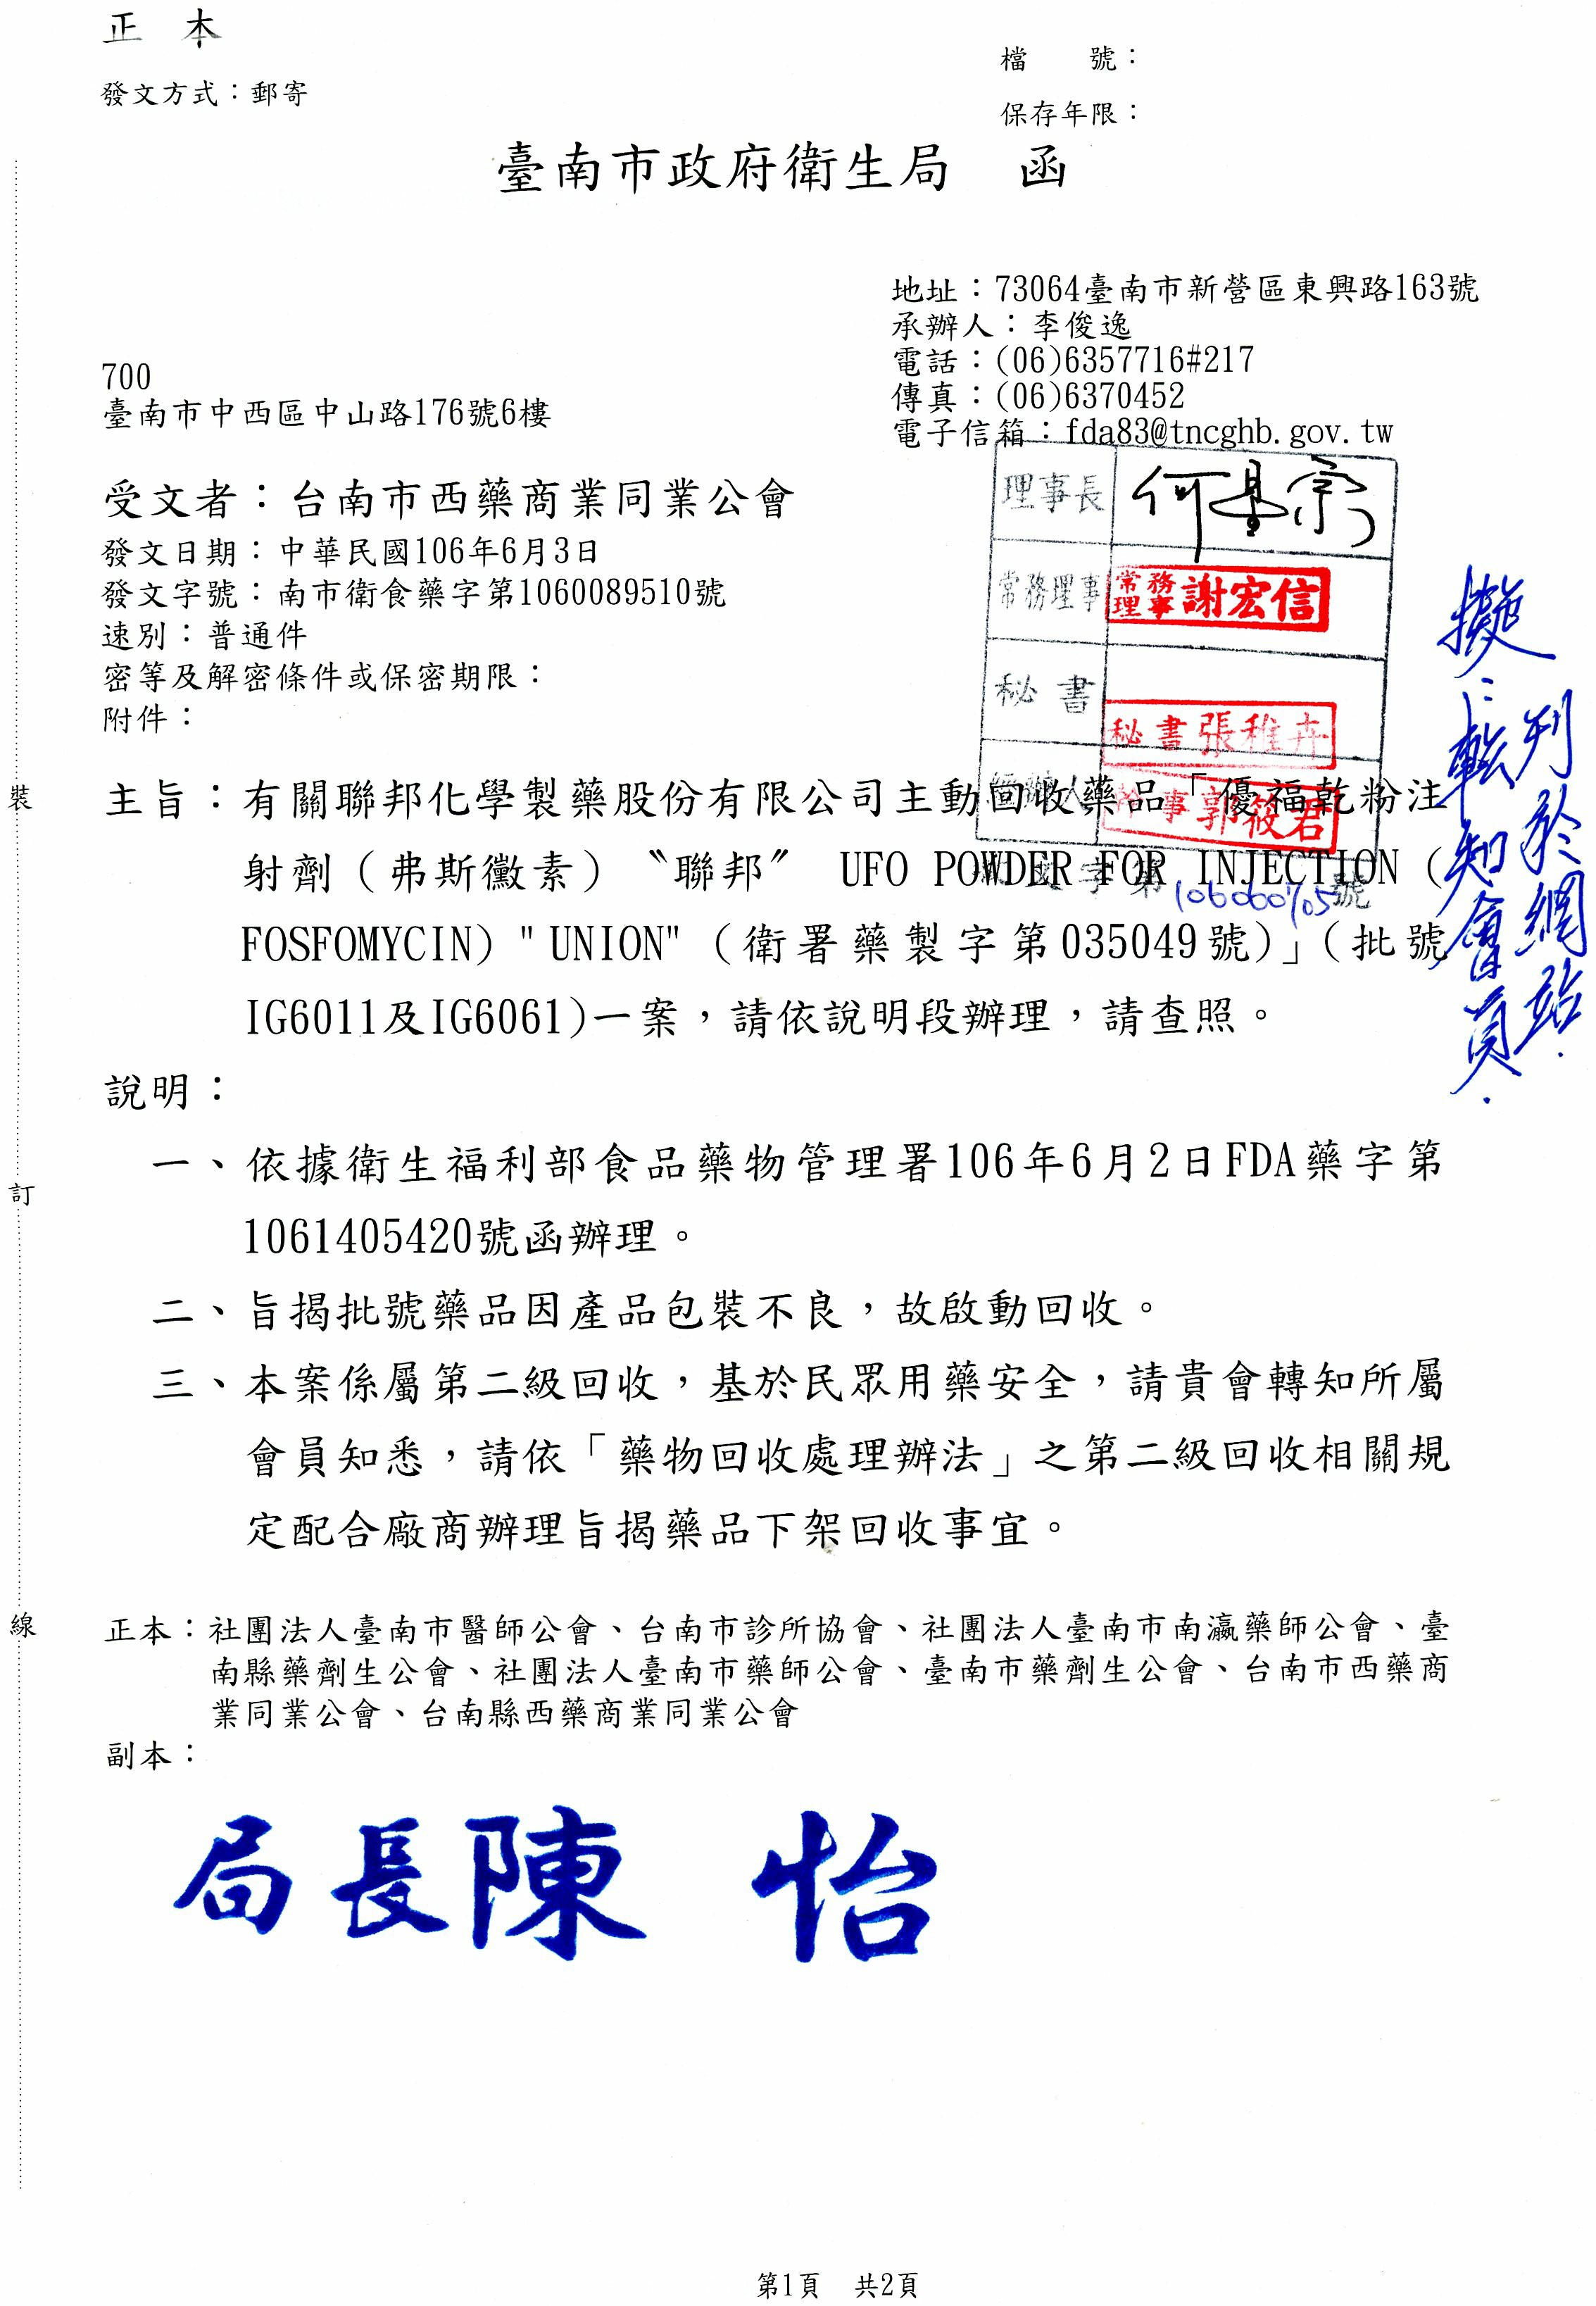 正本
發文方式：郵寄
檔　　號：
保存年限：
臺南市政府衛生局　函
地址：73064臺南市新營區東興路163號
承辦人：李俊逸
電話：(06)6357716#217
傳真：(06)6370452
電子信箱：fda83@tncghb.gov.tw
700
臺南市中西區中山路176號6樓
受文者：台南市西藥商業同業公會
發文日期：中華民國106年6月3日
發文字號：南市衛食藥字第1060089510號
速別：普通件
密等及解密條件或保密期限：
附件：
理事長
常務理事 常務理事 謝宏信
秘書 秘書
幹事 郭筱君
字第1060600705號
擬：轉知會員.
刊於網站.
主旨：有關聯邦化學製藥股份有限公司主動回收藥品「優福乾粉注
射劑（弗斯黴素）〝聯邦〞 UFO POWDER FOR INJECTION（
FOSFOMYCIN) "UNION"（衛署藥製字第035049號)」(批號
IG6011及IG6061)一案，請依說明段辦理，請查照。
說明：
一、依據衛生福利部食品藥物管理署106年6月2日FDA藥字第
1061405420號函辦理。
二、旨揭批號藥品因產品包裝不良，故啟動回收。
三、本案係屬第二級回收，基於民眾用藥安全，請貴會轉知所屬
會員知悉，請依「藥物回收處理辦法」之第二級回收相關規
定配合廠商辦理旨揭藥品下架回收事宜。
正本：社團法人臺南市醫師公會、台南市診所協會、社團法人臺南市南瀛藥師公會、臺
南縣藥劑生公會、社團法人臺南市藥師公會、臺南市藥劑生公會、台南市西藥商
業同業公會、台南縣西藥商業同業公會
副本：
局長陳　怡
裝
訂
線
第1頁　共2頁